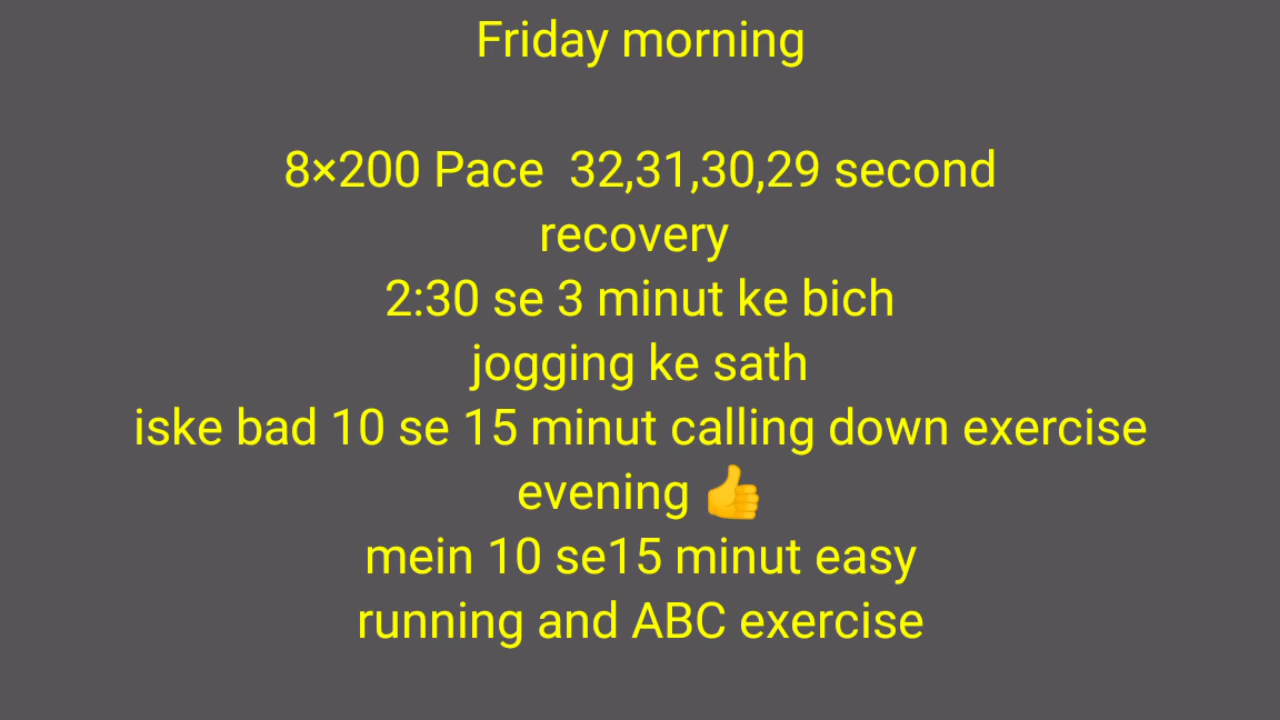 Friday morning
8×200 Pace  32,31,30,29 second
recovery
2:30 se 3 minut ke bich
jogging ke sath
iske bad 10 se 15 minut calling down exercise
evening 👍
mein 10 se15 minut easy
running and ABC exercise